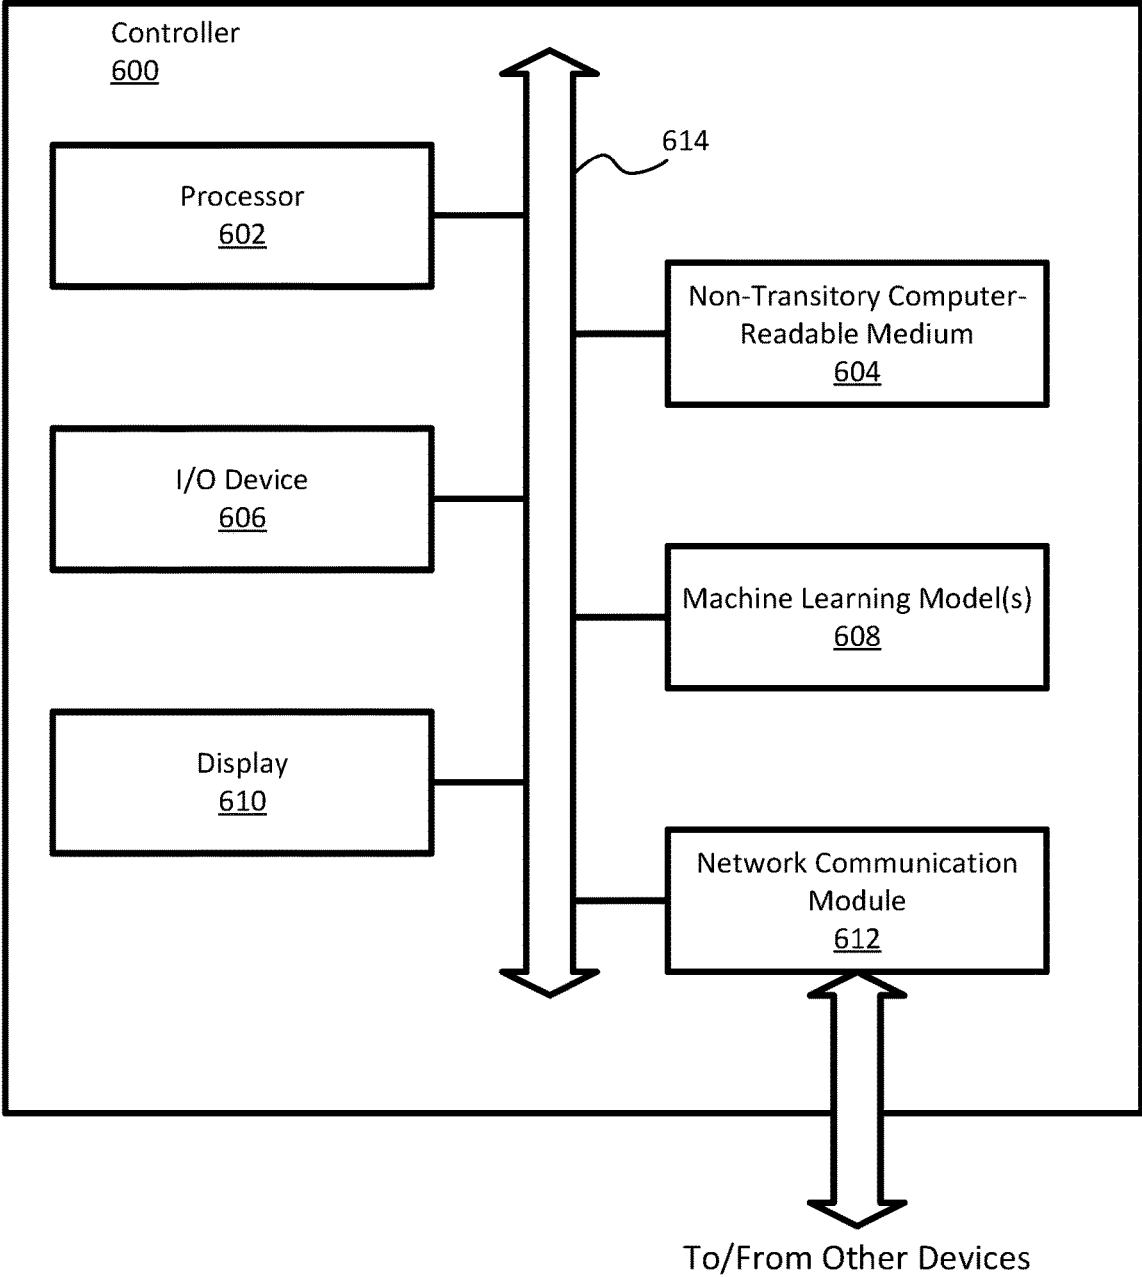 Controller
600
614
Processor
602
Non-Transitory Computer-
Readable Medium
604
I/O Device
606
Machine Learning Model(s)
608
Display
610
Network Communication
Module
612
To/From Other Devices